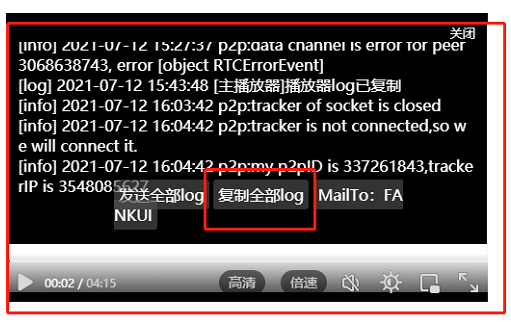 关闭
[info] 2021-07-12 15:27:37 p2p:data channel is error for peer
3068638743, error [object RTCErrorEvent]
[log] 2021-07-12 15:43:48 [主播放器]播放器log已复制
[info] 2021-07-12 16:03:42 p2p:tracker of socket is closed
[info] 2021-07-12 16:04:42 p2p:tracker is not connected,so w
e will connect it.
[info] 2021-07-12 16:04:42 p2p:my p2pID is 337261843,tracke
rIP is 3548085627
发送全部log 复制全部log MailTo: FA
NKUI
00:02 / 04:15 高清 倍速